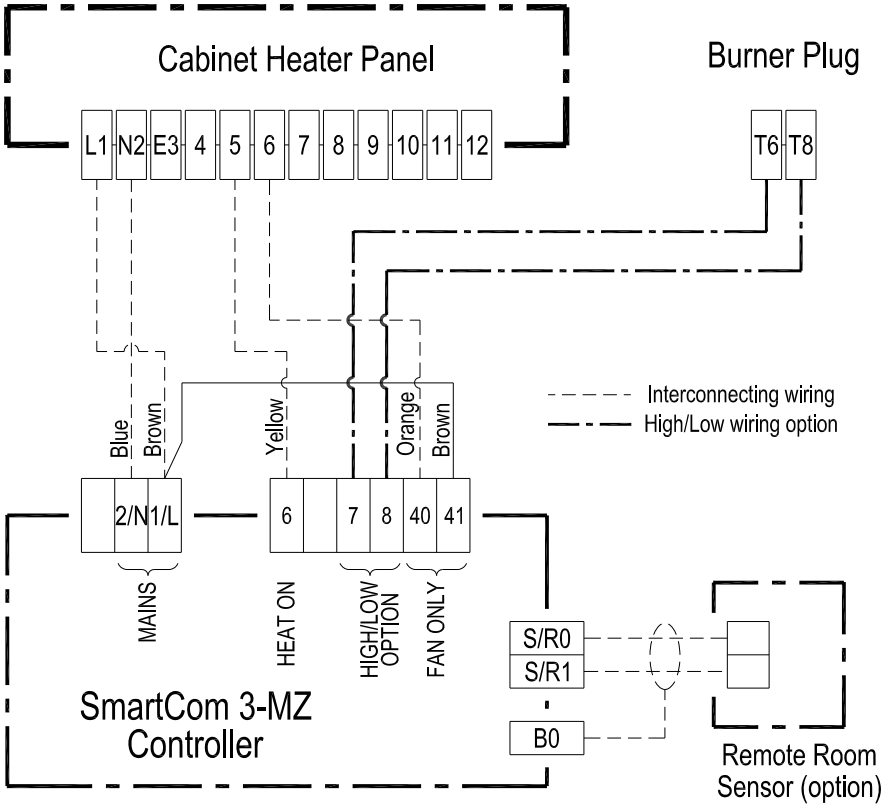 Cabinet Heater Panel
Burner Plug
L1 N2 E3 4 5 6 7 8 9 10 11 12
T6 T8
Interconnecting wiring
High/Low wiring option
Blue
Brown
Yellow
Orange
Brown
2/N 1/L
6 7 8 40 41
MAINS
HEAT ON
HIGH/LOW
OPTION
FAN ONLY
S/R0
S/R1
B0
SmartCom 3-MZ
Controller
Remote Room
Sensor (option)